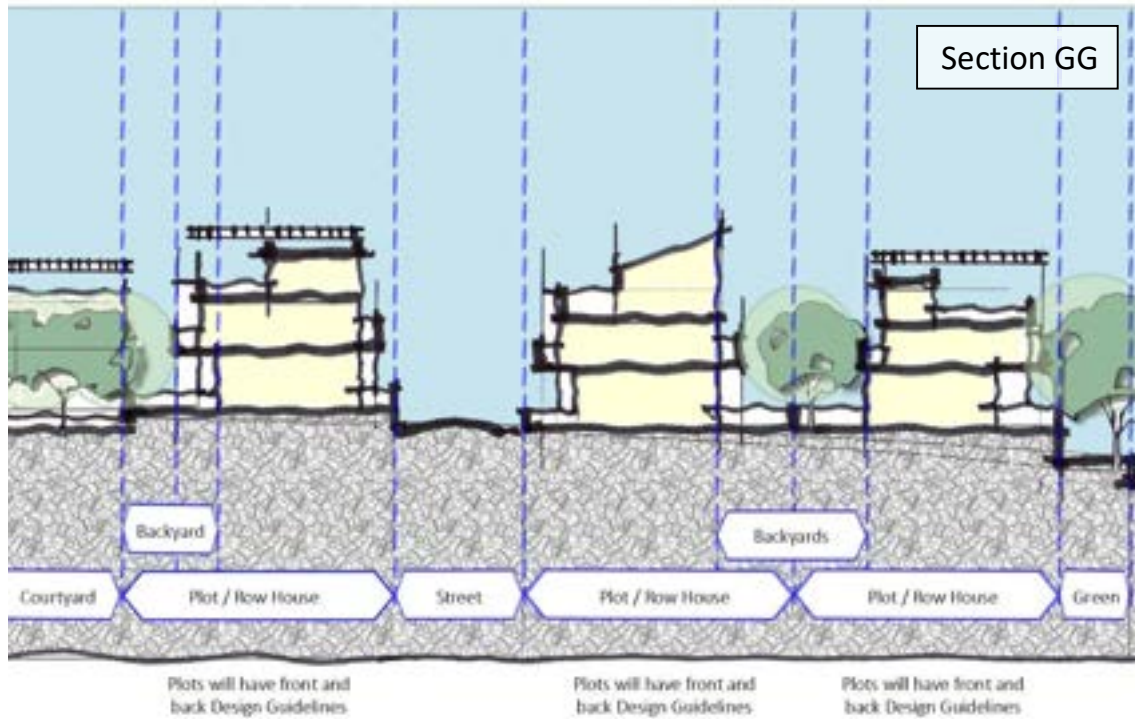 Section GG
Backyard
Backyards
Courtyard
Plot / Row House
Street
Plot / Row House
Plot / Row House
Green
Plots will have front and
back Design Guidelines
Plots will have front and
back Design Guidelines
Plots will have front and
back Design Guidelines